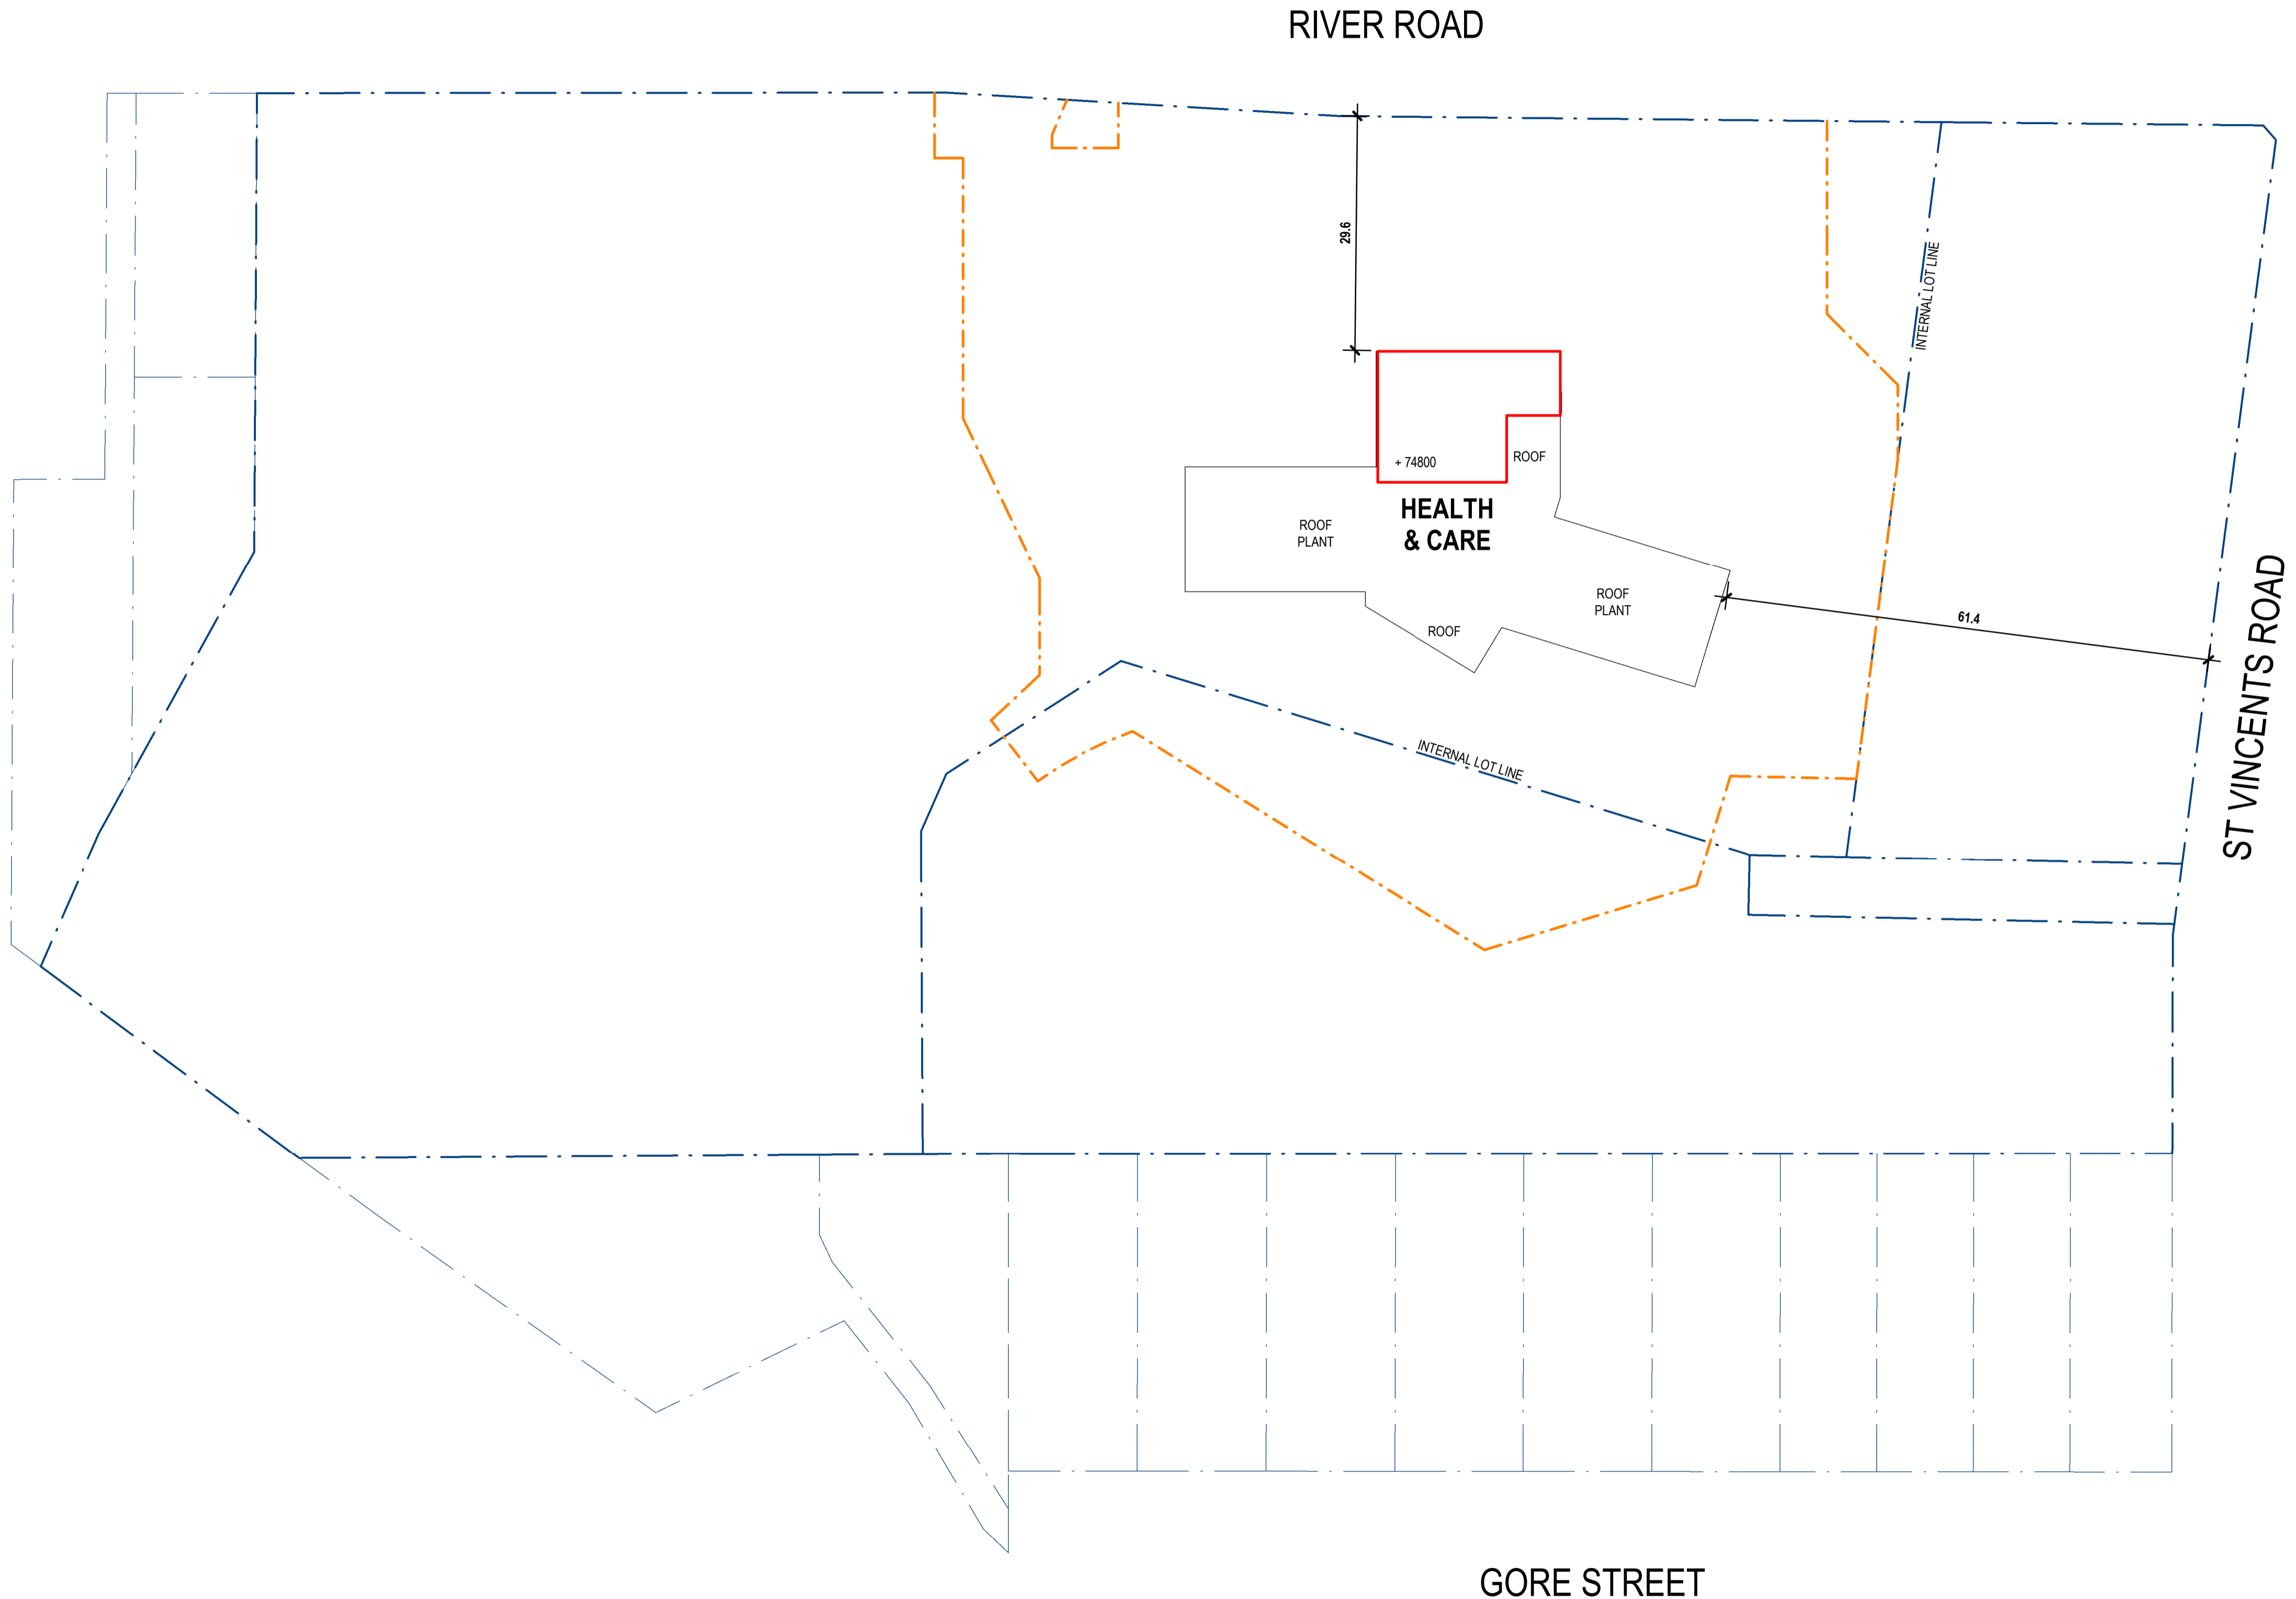 RIVER ROAD
29.6
INTERNAL LOT LINE
+ 74800
ROOF
HEALTH
& CARE
ROOF
PLANT
ROOF
PLANT
ROOF
61.4
ST VINCENTS ROAD
INTERNAL LOT LINE
GORE STREET